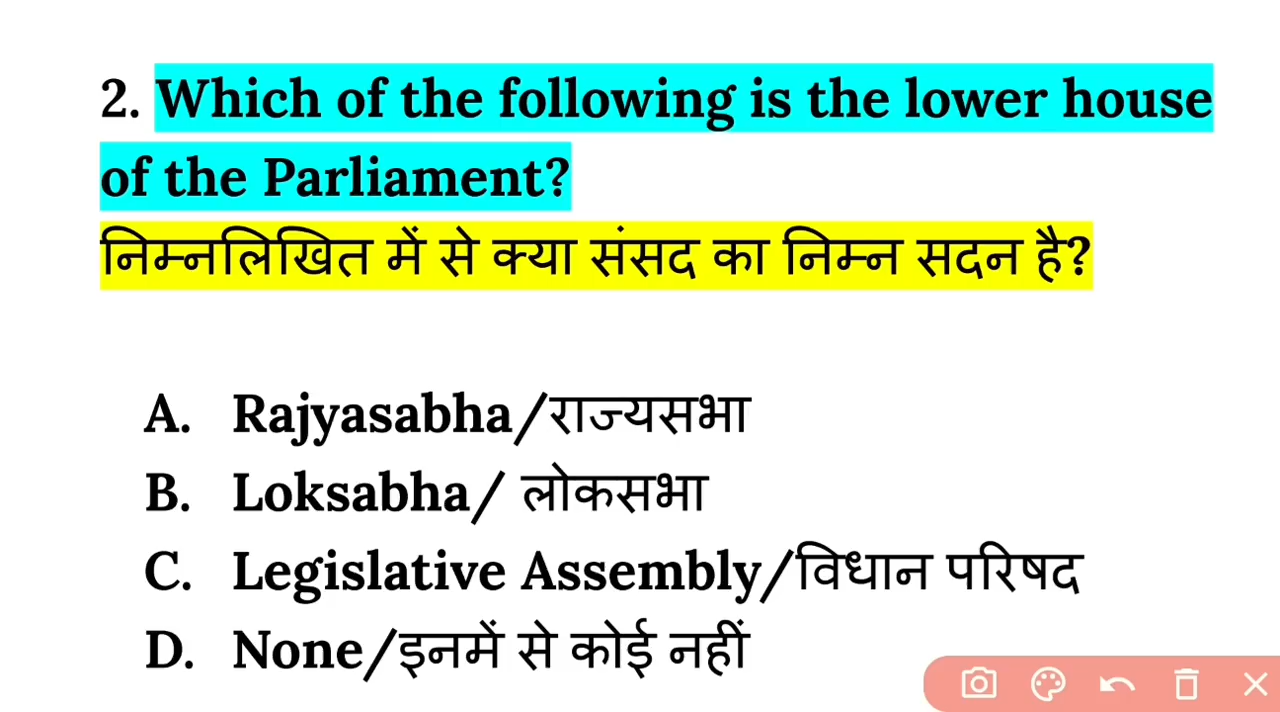 2. Which of the following is the lower house
of the Parliament?
निम्नलिखित में से क्या संसद का निम्न सदन है?
A. Rajyasabha/राज्यसभा
B. Loksabha/ लोकसभा
C. Legislative Assembly/विधान परिषद
D. None/इनमें से कोई नहीं